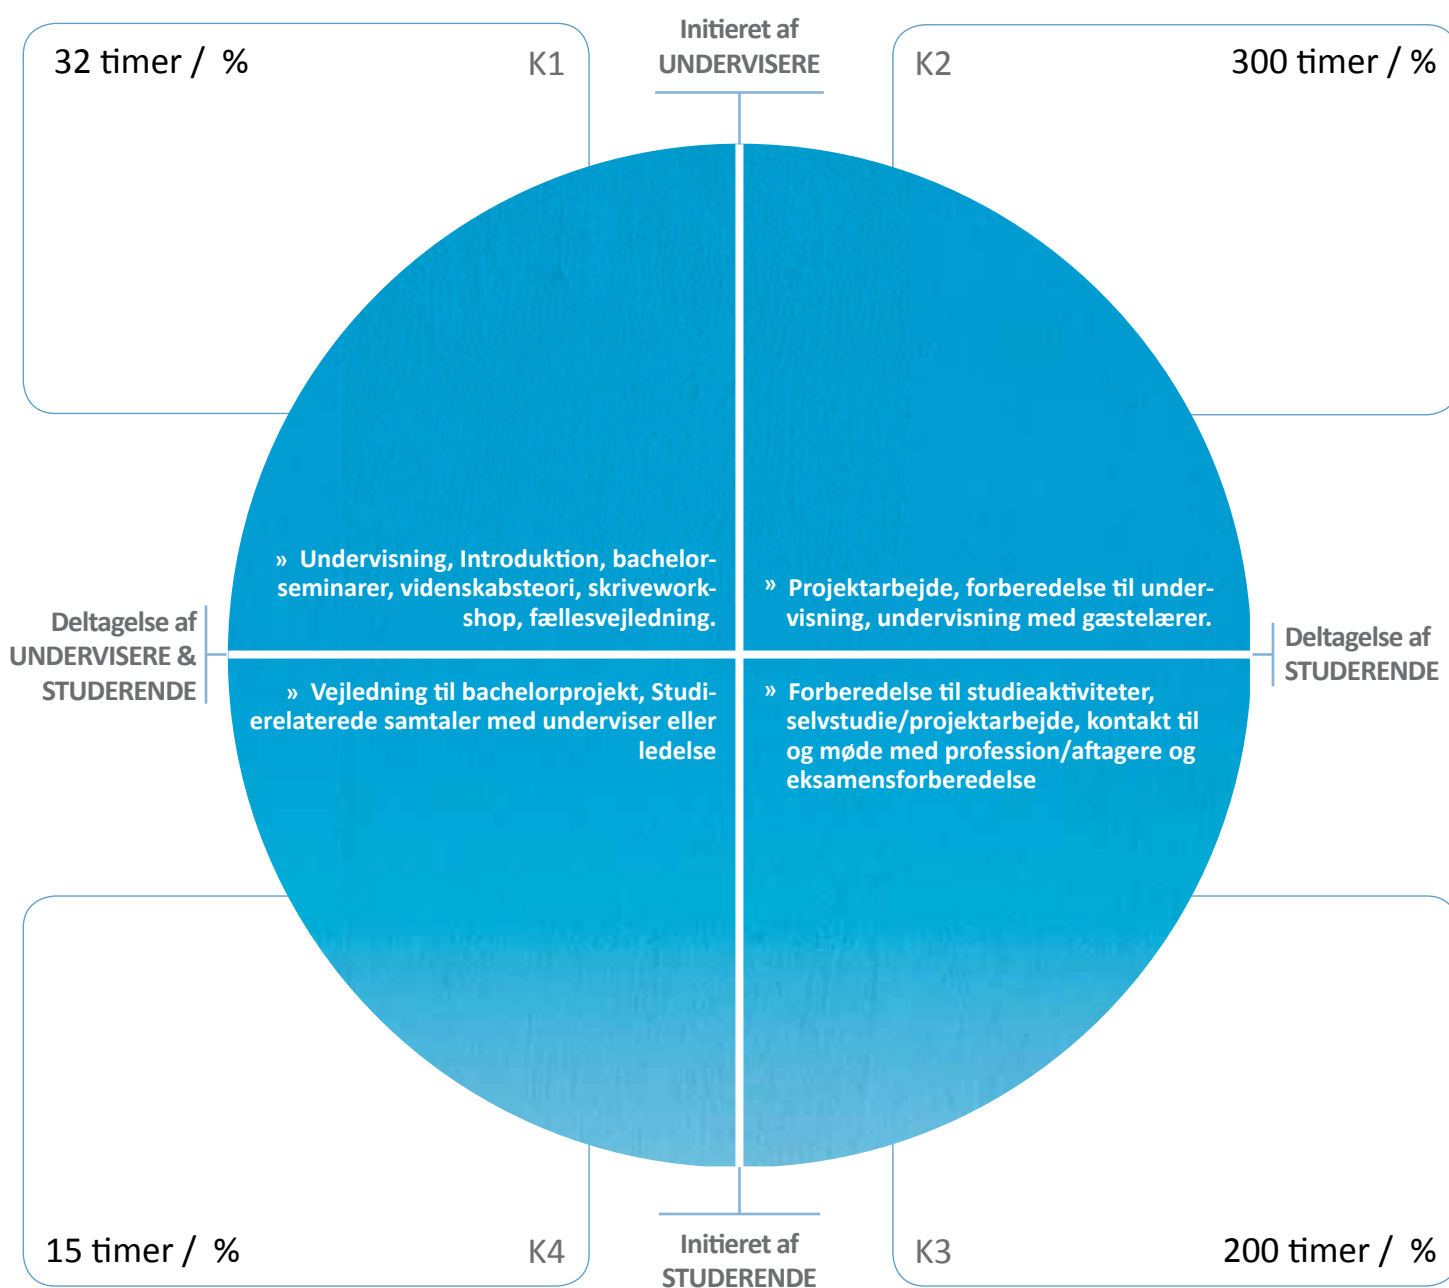 32 timer / %
K1
Initieret af
UNDERVISERE
K2
300 timer / %
» Undervisning, Introduktion, bachelor-
seminarer, videnskabsteori, skrivework-
shop, fællesvejledning.
» Projektarbejde, forberedelse til under-
visning, undervisning med gæstelærer.
Deltagelse af
UNDERVISERE &
STUDERENDE
Deltagelse af
STUDERENDE
» Vejledning til bachelorprojekt, Studi-
erelaterede samtaler med underviser eller
ledelse
» Forberedelse til studieaktiviteter,
selvstudie/projektarbejde, kontakt til
og møde med profession/aftagere og
eksamensforberedelse
15 timer / %
K4
Initieret af
STUDERENDE
K3
200 timer / %